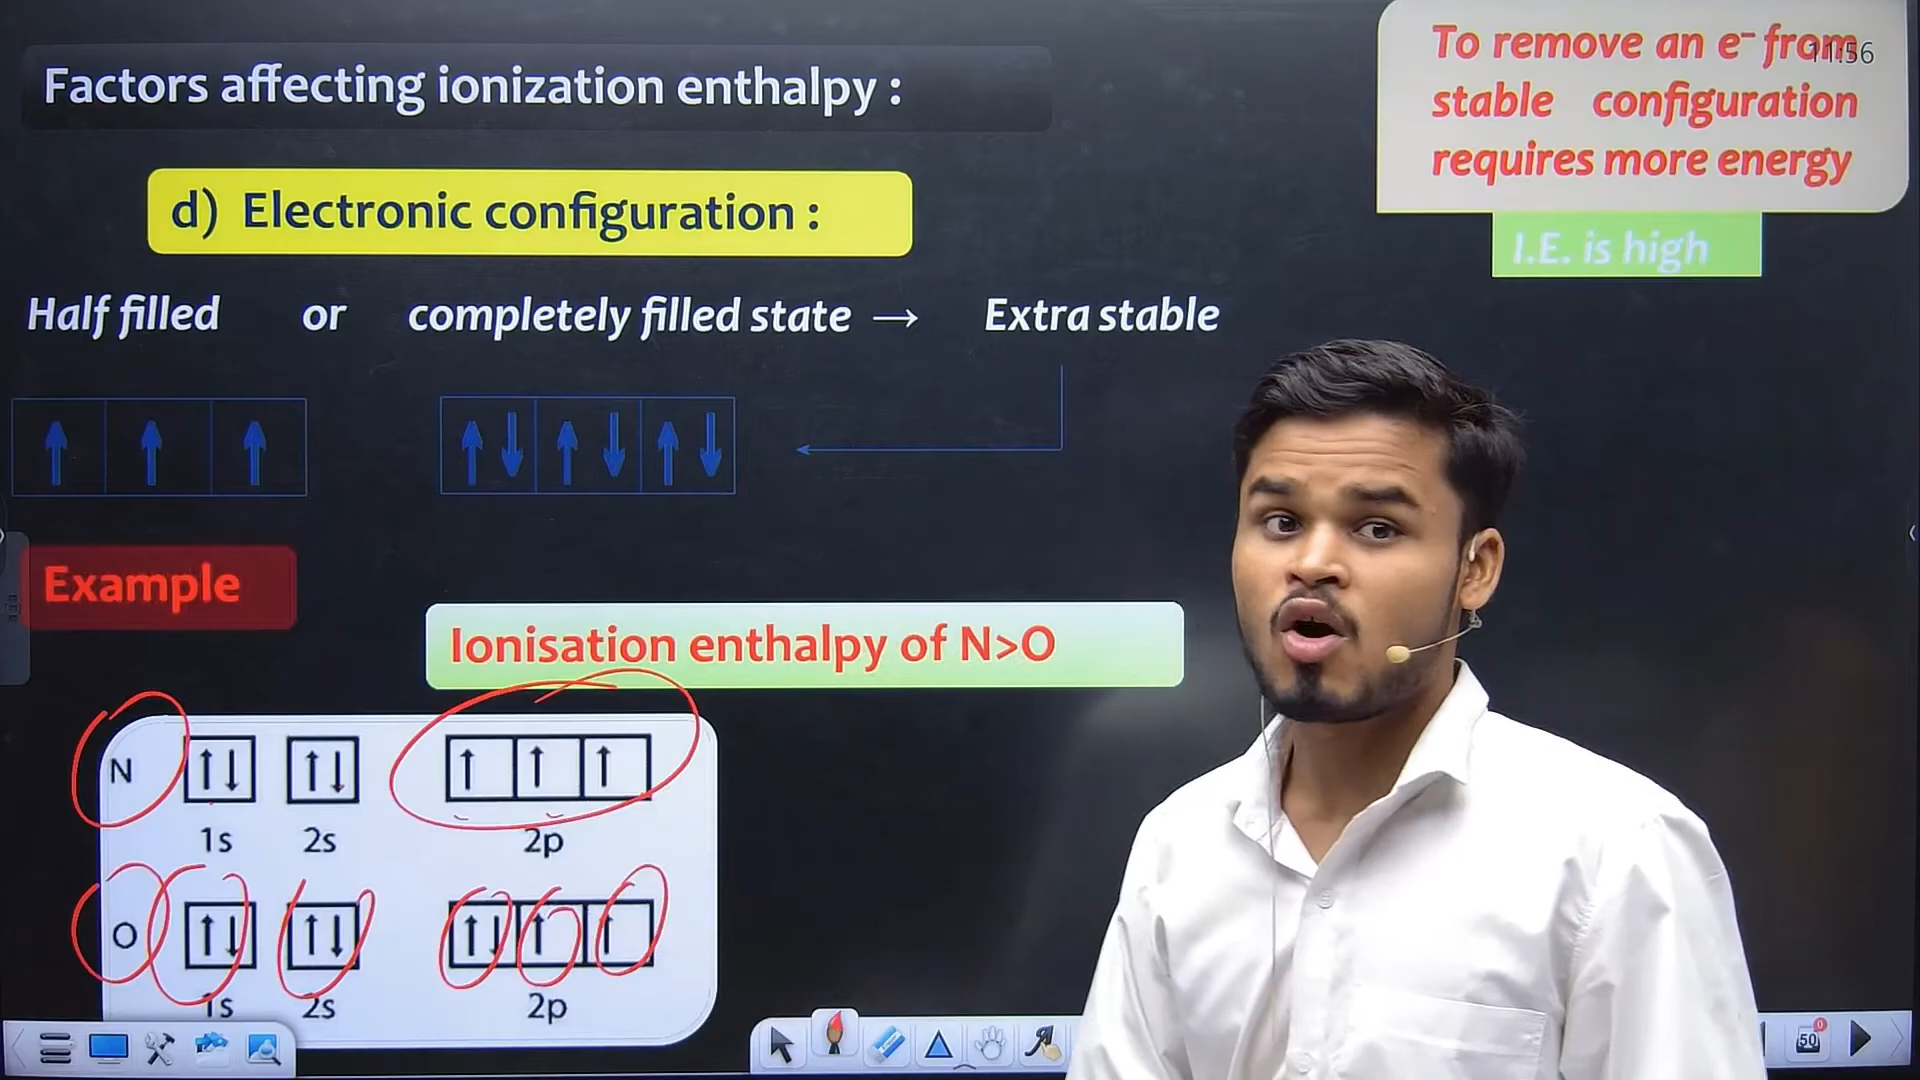 Factors affecting ionization enthalpy :
To remove an e⁻ from
11:56
stable configuration
requires more energy
I.E. is high
d) Electronic configuration :
Half filled or completely filled state → Extra stable
Example
Ionisation enthalpy of N>O
N
1s 2s 2p
O
1s 2s 2p
50
0